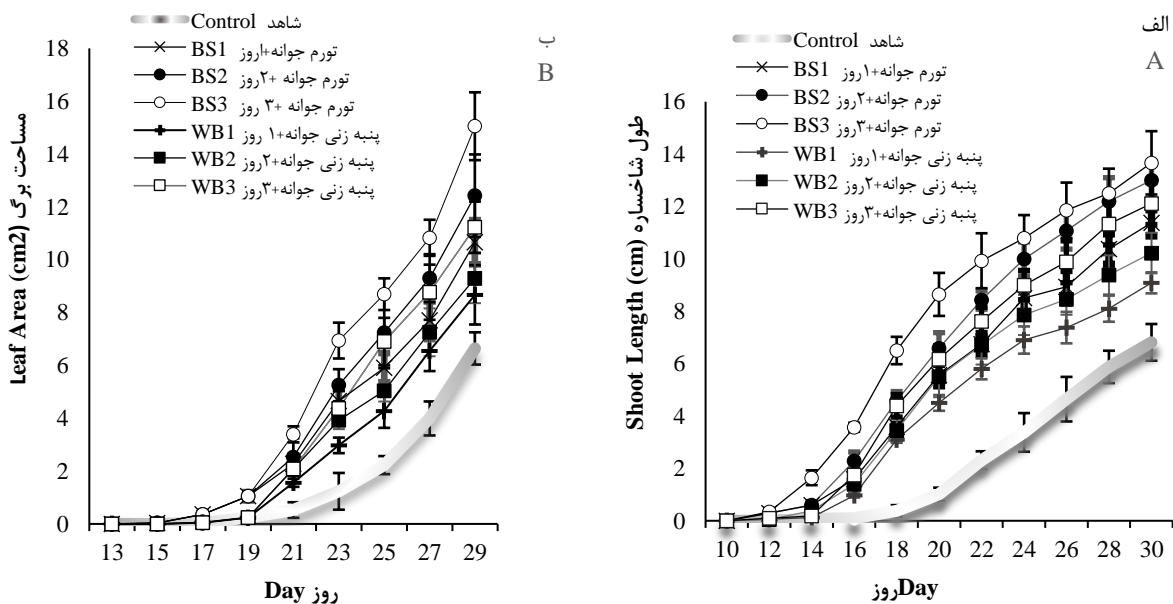 Control شاهد
BS1 تورم جوانه+۱روز
BS2 تورم جوانه +۲روز
BS3 تورم جوانه +۳ روز
WB1 پنبه زنی جوانه+۱ روز
WB2 پنبه زنی جوانه+۲روز
WB3 پنبه زنی جوانه+۳روز
ب
B
مساحت برگ Leaf Area (cm2)
18
16
14
12
10
8
6
4
2
0
13 15 17 19 21 23 25 27 29
Day روز
الف
A
Control شاهد
BS1 تورم جوانه+۱روز
BS2 تورم جوانه+۲روز
BS3 تورم جوانه+۳روز
WB1 پنبه زنی جوانه+۱روز
WB2 پنبه زنی جوانه+۲روز
WB3 پنبه زنی جوانه+۳روز
طول شاخساره Shoot Length (cm)
16
14
12
10
8
6
4
2
0
10 12 14 16 18 20 22 24 26 28 30
Dayروز